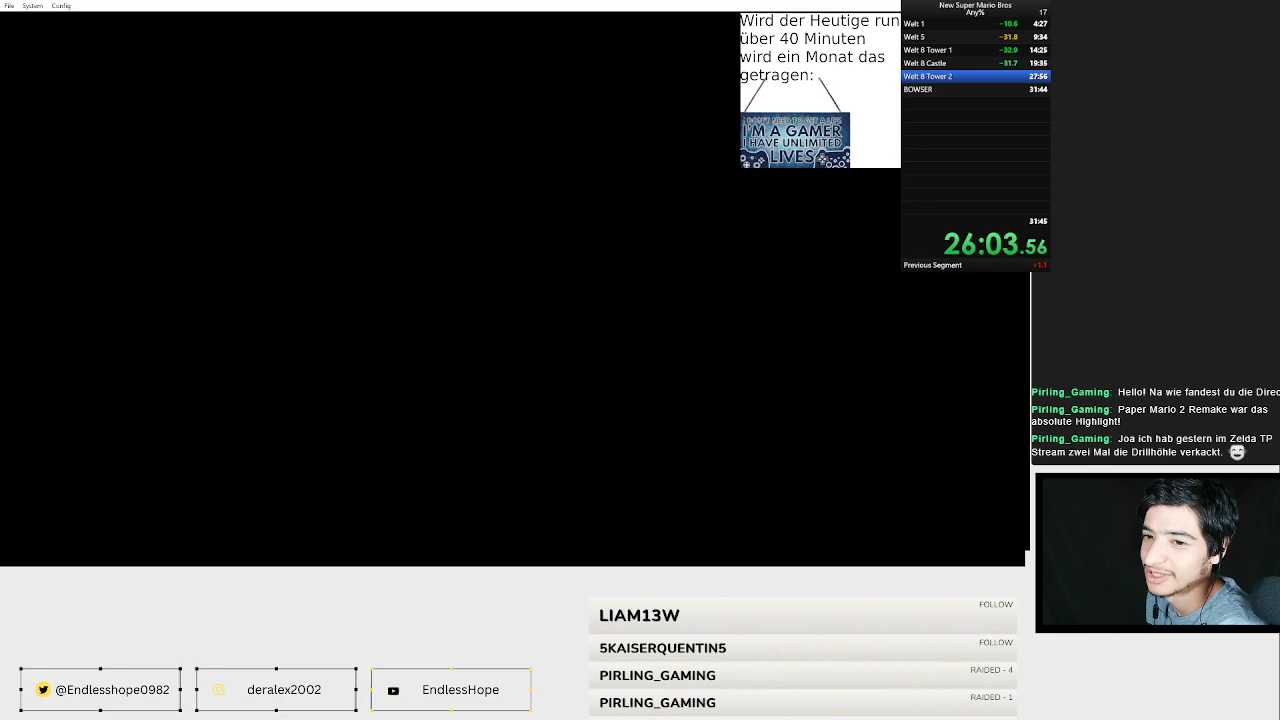 File System Config
Wird der Heutige run
über 40 Minuten
wird ein Monat das
getragen:
I DON'T NEED TO GET A LIFE
I'M A GAMER
I HAVE UNLIMITED
LIVES
New Super Mario Bros
Any% 17
Welt 1 −10.6 4:27
Welt 5 −31.8 9:34
Welt 8 Tower 1 −32.9 14:25
Welt 8 Castle −31.7 19:35
Welt 8 Tower 2 27:56
BOWSER 31:44
31:45
26:03.56
Previous Segment +1.1
Pirling_Gaming: Hello! Na wie fandest du die Direc
Pirling_Gaming: Paper Mario 2 Remake war das
absolute Highlight!
Pirling_Gaming: Joa ich hab gestern im Zelda TP
Stream zwei Mal die Drillhöhle verkackt.
LIAM13W FOLLOW
5KAISERQUENTIN5 FOLLOW
PIRLING_GAMING RAIDED - 4
PIRLING_GAMING RAIDED - 1
@Endlesshope0982 deralex2002 EndlessHope